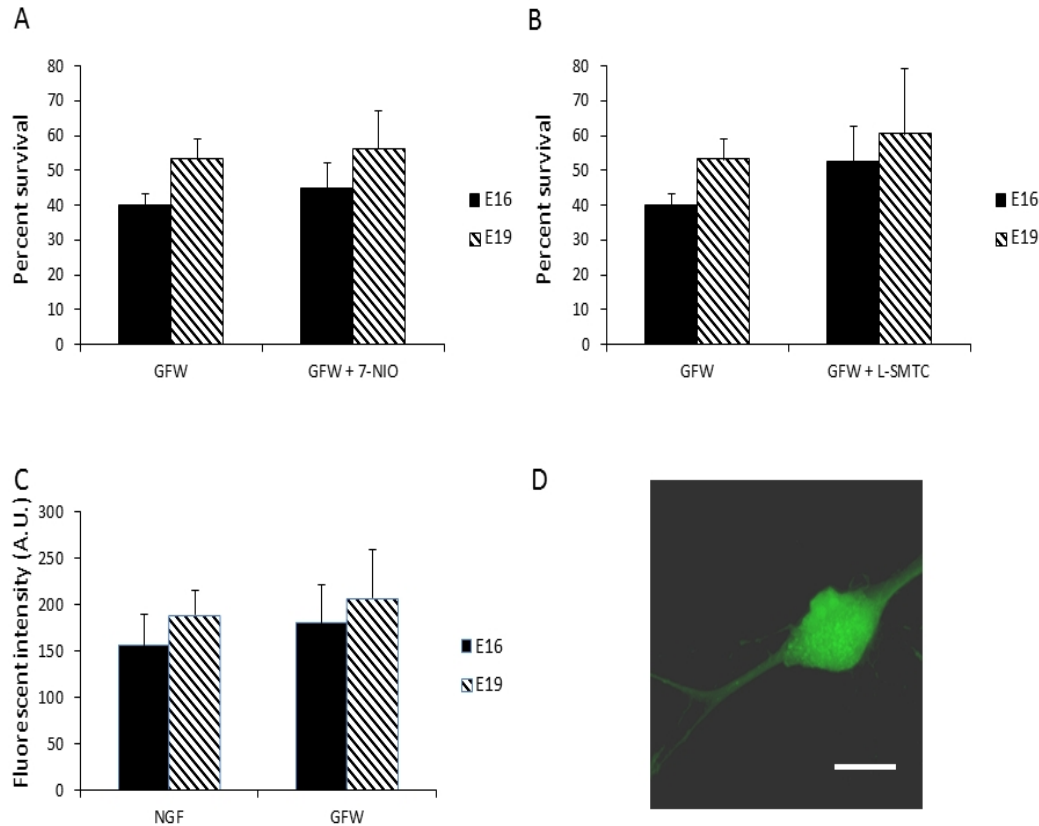 A
Percent survival
80
70
60
50
40
30
20
10
0
GFW
GFW + 7-NIO
E16
E19
B
Percent survival
80
70
60
50
40
30
20
10
0
GFW
GFW + L-SMTC
E16
E19
C
Fluorescent intensity (A.U.)
300
250
200
150
100
50
0
NGF
GFW
E16
E19
D